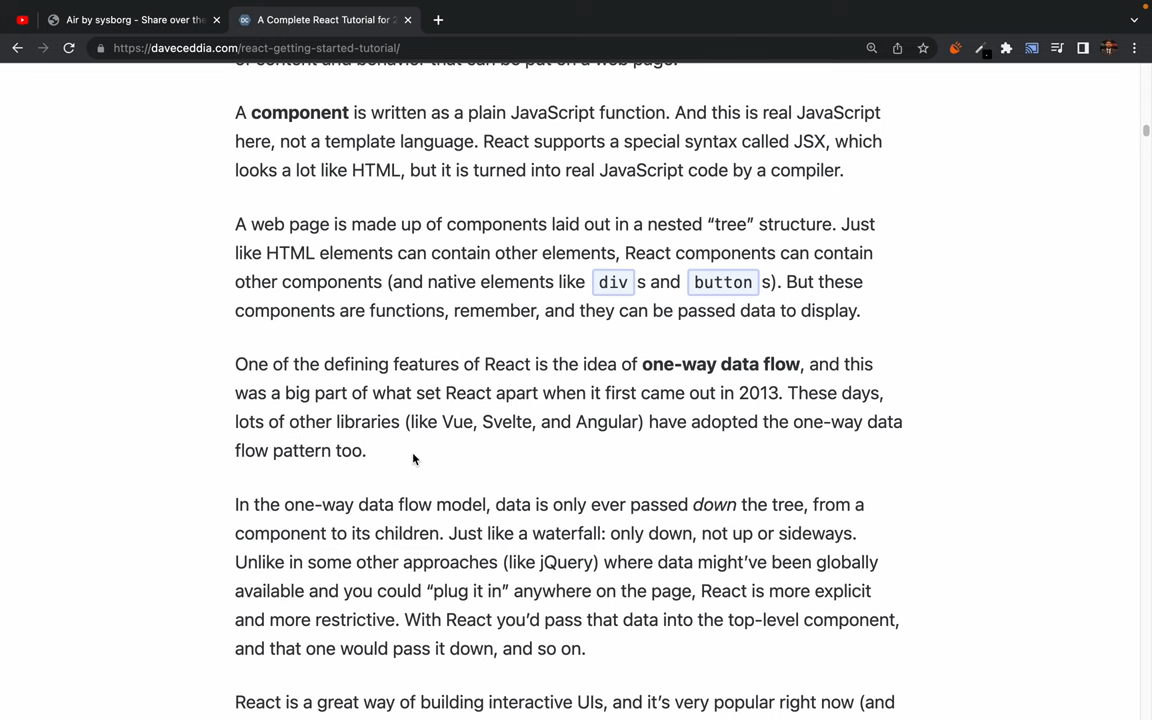 Air by sysborg - Share over the
A Complete React Tutorial for 2
https://daveceddia.com/react-getting-started-tutorial/
of content and behavior that can be put on a web page.
A component is written as a plain JavaScript function. And this is real JavaScript
here, not a template language. React supports a special syntax called JSX, which
looks a lot like HTML, but it is turned into real JavaScript code by a compiler.
A web page is made up of components laid out in a nested “tree” structure. Just
like HTML elements can contain other elements, React components can contain
other components (and native elements like div s and button s). But these
components are functions, remember, and they can be passed data to display.
One of the defining features of React is the idea of one-way data flow, and this
was a big part of what set React apart when it first came out in 2013. These days,
lots of other libraries (like Vue, Svelte, and Angular) have adopted the one-way data
flow pattern too.
In the one-way data flow model, data is only ever passed down the tree, from a
component to its children. Just like a waterfall: only down, not up or sideways.
Unlike in some other approaches (like jQuery) where data might’ve been globally
available and you could “plug it in” anywhere on the page, React is more explicit
and more restrictive. With React you’d pass that data into the top-level component,
and that one would pass it down, and so on.
React is a great way of building interactive UIs, and it’s very popular right now (and